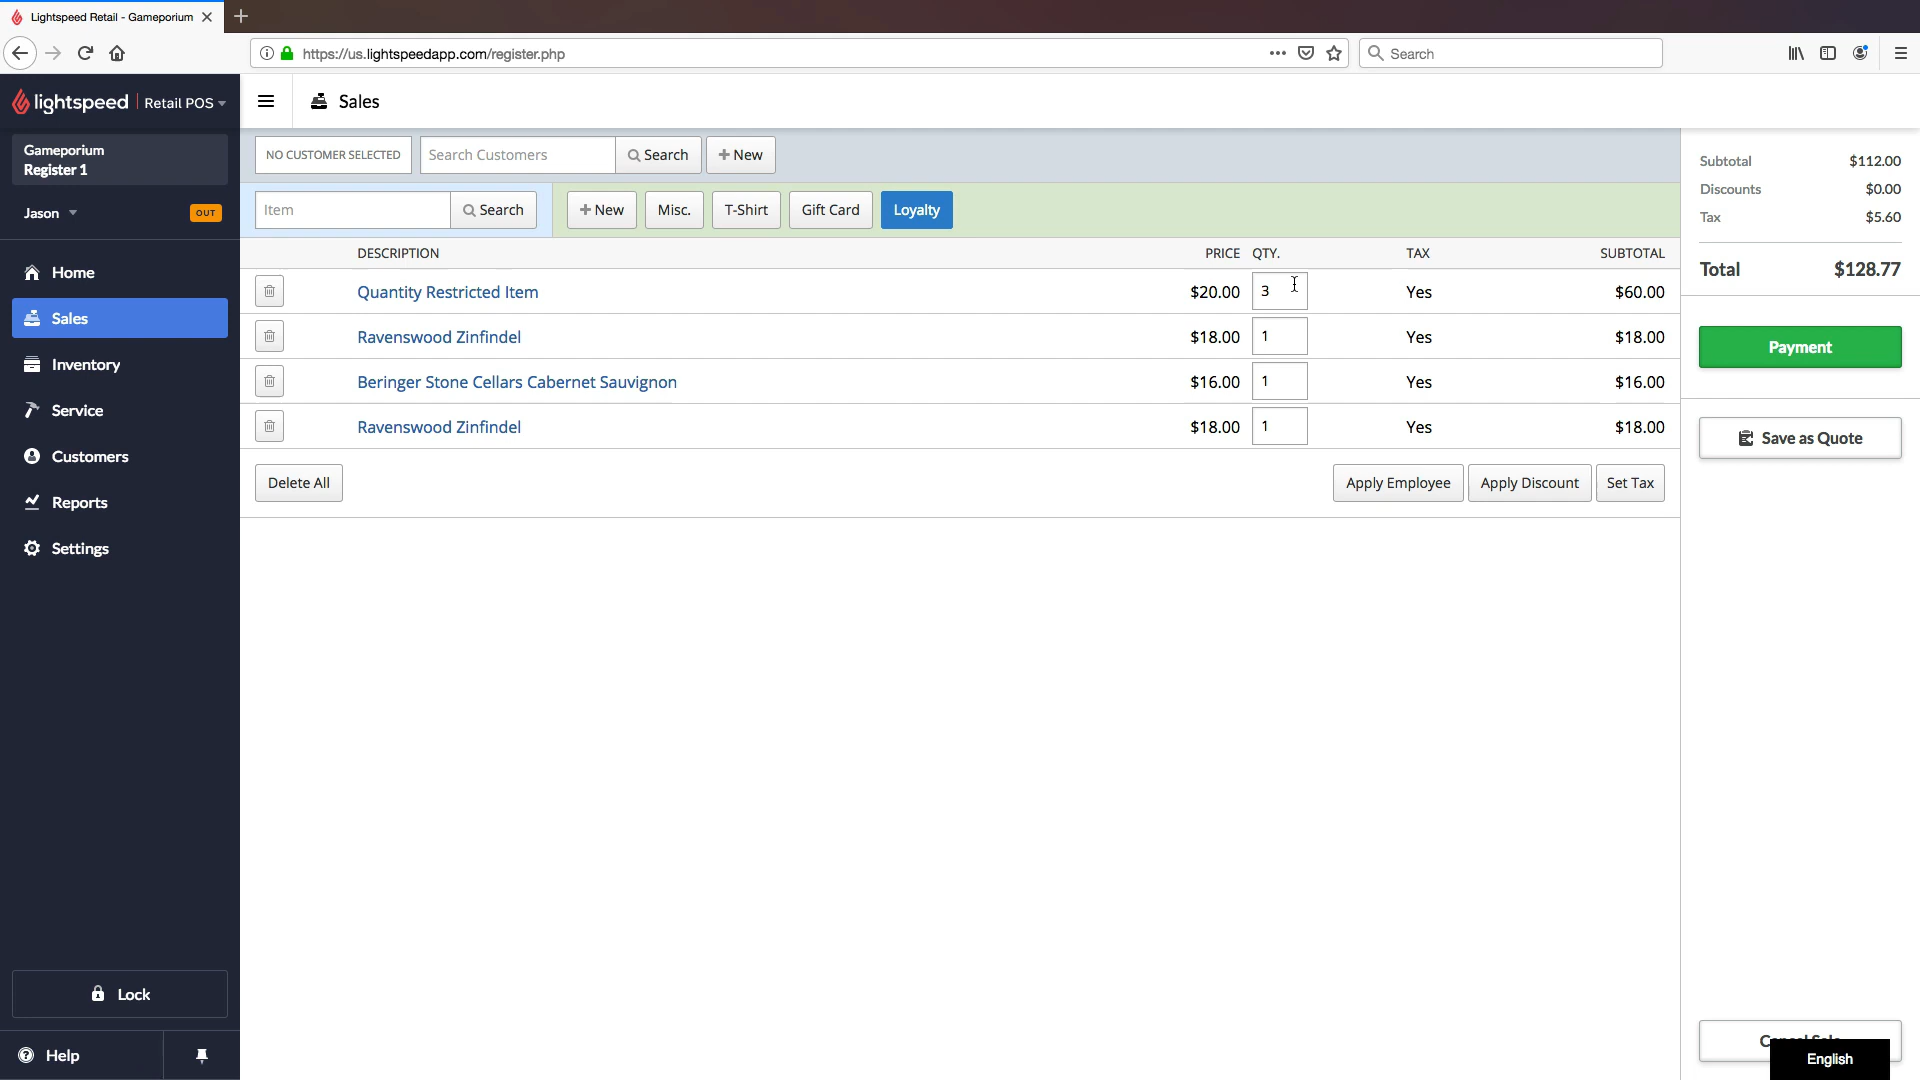 Lightspeed Retail - Gameporium
https://us.lightspeedapp.com/register.php
Search
lightspeed Retail POS
Sales
Gameporium
Register 1
Jason
OUT
Home
Sales
Inventory
Service
Customers
Reports
Settings
Lock
Help
NO CUSTOMER SELECTED
Search Customers
Search
New
Item
Search
New
Misc.
T-Shirt
Gift Card
Loyalty
DESCRIPTION PRICE QTY. TAX SUBTOTAL
Quantity Restricted Item $20.00 3 Yes $60.00
Ravenswood Zinfindel $18.00 1 Yes $18.00
Beringer Stone Cellars Cabernet Sauvignon $16.00 1 Yes $16.00
Ravenswood Zinfindel $18.00 1 Yes $18.00
Delete All
Apply Employee
Apply Discount
Set Tax
Subtotal $112.00
Discounts $0.00
Tax $5.60
Total $128.77
Payment
Save as Quote
English